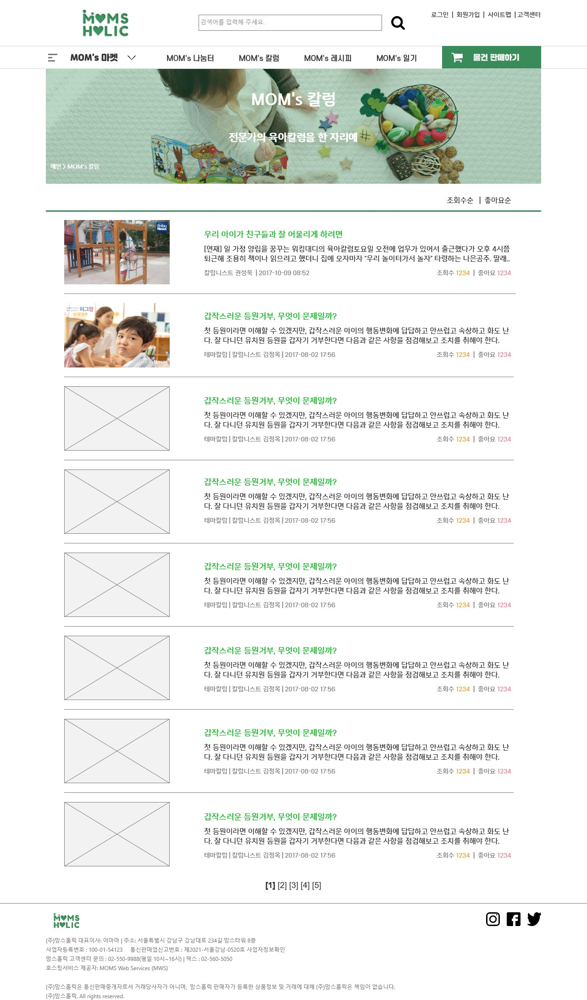 MOMS
HOLIC
검색어를 입력해 주세요.
로그인 | 회원가입 | 사이트맵 | 고객센터
MOM's 마켓
MOM's 나눔터
MOM's 칼럼
MOM's 레시피
MOM's 일기
물건 판매하기
MOM's 칼럼
전문가의 육아칼럼을 한 자리에
메인 > MOM's 칼럼
조회수순 | 좋아요순
Baby
News
우리 아이가 친구들과 잘 어울리게 하려면
[연재] 일 가정 양립을 꿈꾸는 워킹대디의 육아칼럼토요일 오전에 업무가 있어서 출근했다가 오후 4시쯤
퇴근해 조용히 책이나 읽으려고 했더니 집에 오자마자 "우리 놀이터가서 놀자" 타령하는 나은공주. 딸래..
칼럼니스트 권성욱 | 2017-10-09 08:52
조회수 1234 | 좋아요 1234
허그맘
BabyNews
갑작스러운 등원거부, 무엇이 문제일까?
첫 등원이라면 이해할 수 있겠지만, 갑작스러운 아이의 행동변화에 답답하고 안쓰럽고 속상하고 화도 난
다. 잘 다니던 유치원 등원을 갑자기 거부한다면 다음과 같은 사항을 점검해보고 조치를 취해야 한다.
테마칼럼 | 칼럼니스트 김정옥 | 2017-08-02 17:56
조회수 1234 | 좋아요 1234
갑작스러운 등원거부, 무엇이 문제일까?
첫 등원이라면 이해할 수 있겠지만, 갑작스러운 아이의 행동변화에 답답하고 안쓰럽고 속상하고 화도 난
다. 잘 다니던 유치원 등원을 갑자기 거부한다면 다음과 같은 사항을 점검해보고 조치를 취해야 한다.
테마칼럼 | 칼럼니스트 김정옥 | 2017-08-02 17:56
조회수 1234 | 좋아요 1234
갑작스러운 등원거부, 무엇이 문제일까?
첫 등원이라면 이해할 수 있겠지만, 갑작스러운 아이의 행동변화에 답답하고 안쓰럽고 속상하고 화도 난
다. 잘 다니던 유치원 등원을 갑자기 거부한다면 다음과 같은 사항을 점검해보고 조치를 취해야 한다.
테마칼럼 | 칼럼니스트 김정옥 | 2017-08-02 17:56
조회수 1234 | 좋아요 1234
갑작스러운 등원거부, 무엇이 문제일까?
첫 등원이라면 이해할 수 있겠지만, 갑작스러운 아이의 행동변화에 답답하고 안쓰럽고 속상하고 화도 난
다. 잘 다니던 유치원 등원을 갑자기 거부한다면 다음과 같은 사항을 점검해보고 조치를 취해야 한다.
테마칼럼 | 칼럼니스트 김정옥 | 2017-08-02 17:56
조회수 1234 | 좋아요 1234
갑작스러운 등원거부, 무엇이 문제일까?
첫 등원이라면 이해할 수 있겠지만, 갑작스러운 아이의 행동변화에 답답하고 안쓰럽고 속상하고 화도 난
다. 잘 다니던 유치원 등원을 갑자기 거부한다면 다음과 같은 사항을 점검해보고 조치를 취해야 한다.
테마칼럼 | 칼럼니스트 김정옥 | 2017-08-02 17:56
조회수 1234 | 좋아요 1234
갑작스러운 등원거부, 무엇이 문제일까?
첫 등원이라면 이해할 수 있겠지만, 갑작스러운 아이의 행동변화에 답답하고 안쓰럽고 속상하고 화도 난
다. 잘 다니던 유치원 등원을 갑자기 거부한다면 다음과 같은 사항을 점검해보고 조치를 취해야 한다.
테마칼럼 | 칼럼니스트 김정옥 | 2017-08-02 17:56
조회수 1234 | 좋아요 1234
갑작스러운 등원거부, 무엇이 문제일까?
첫 등원이라면 이해할 수 있겠지만, 갑작스러운 아이의 행동변화에 답답하고 안쓰럽고 속상하고 화도 난
다. 잘 다니던 유치원 등원을 갑자기 거부한다면 다음과 같은 사항을 점검해보고 조치를 취해야 한다.
테마칼럼 | 칼럼니스트 김정옥 | 2017-08-02 17:56
조회수 1234 | 좋아요 1234
[1] [2] [3] [4] [5]
MOMS
HOLIC
(주)맘스홀릭 대표이사: 이마마 | 주소: 서울특별시 강남구 강남대로 234길 맘스타워 8층
사업자등록번호 : 100-01-54123 통신판매업신고번호 : 제2021-서울강남-0520호 사업자정보확인
맘스홀릭 고객센터 문의 : 02-550-9988(평일 10시~16시) | 팩스 : 02-560-5050
호스팅서비스 제공자: MOMS Web Services (MWS)
(주)맘스홀릭은 통신판매중개자로서 거래당사자가 아니며, 맘스홀릭 판매자가 등록한 상품정보 및 거래에 대해 (주)맘스홀릭은 책임이 없습니다.
(주)맘스홀릭. All rights reserved.